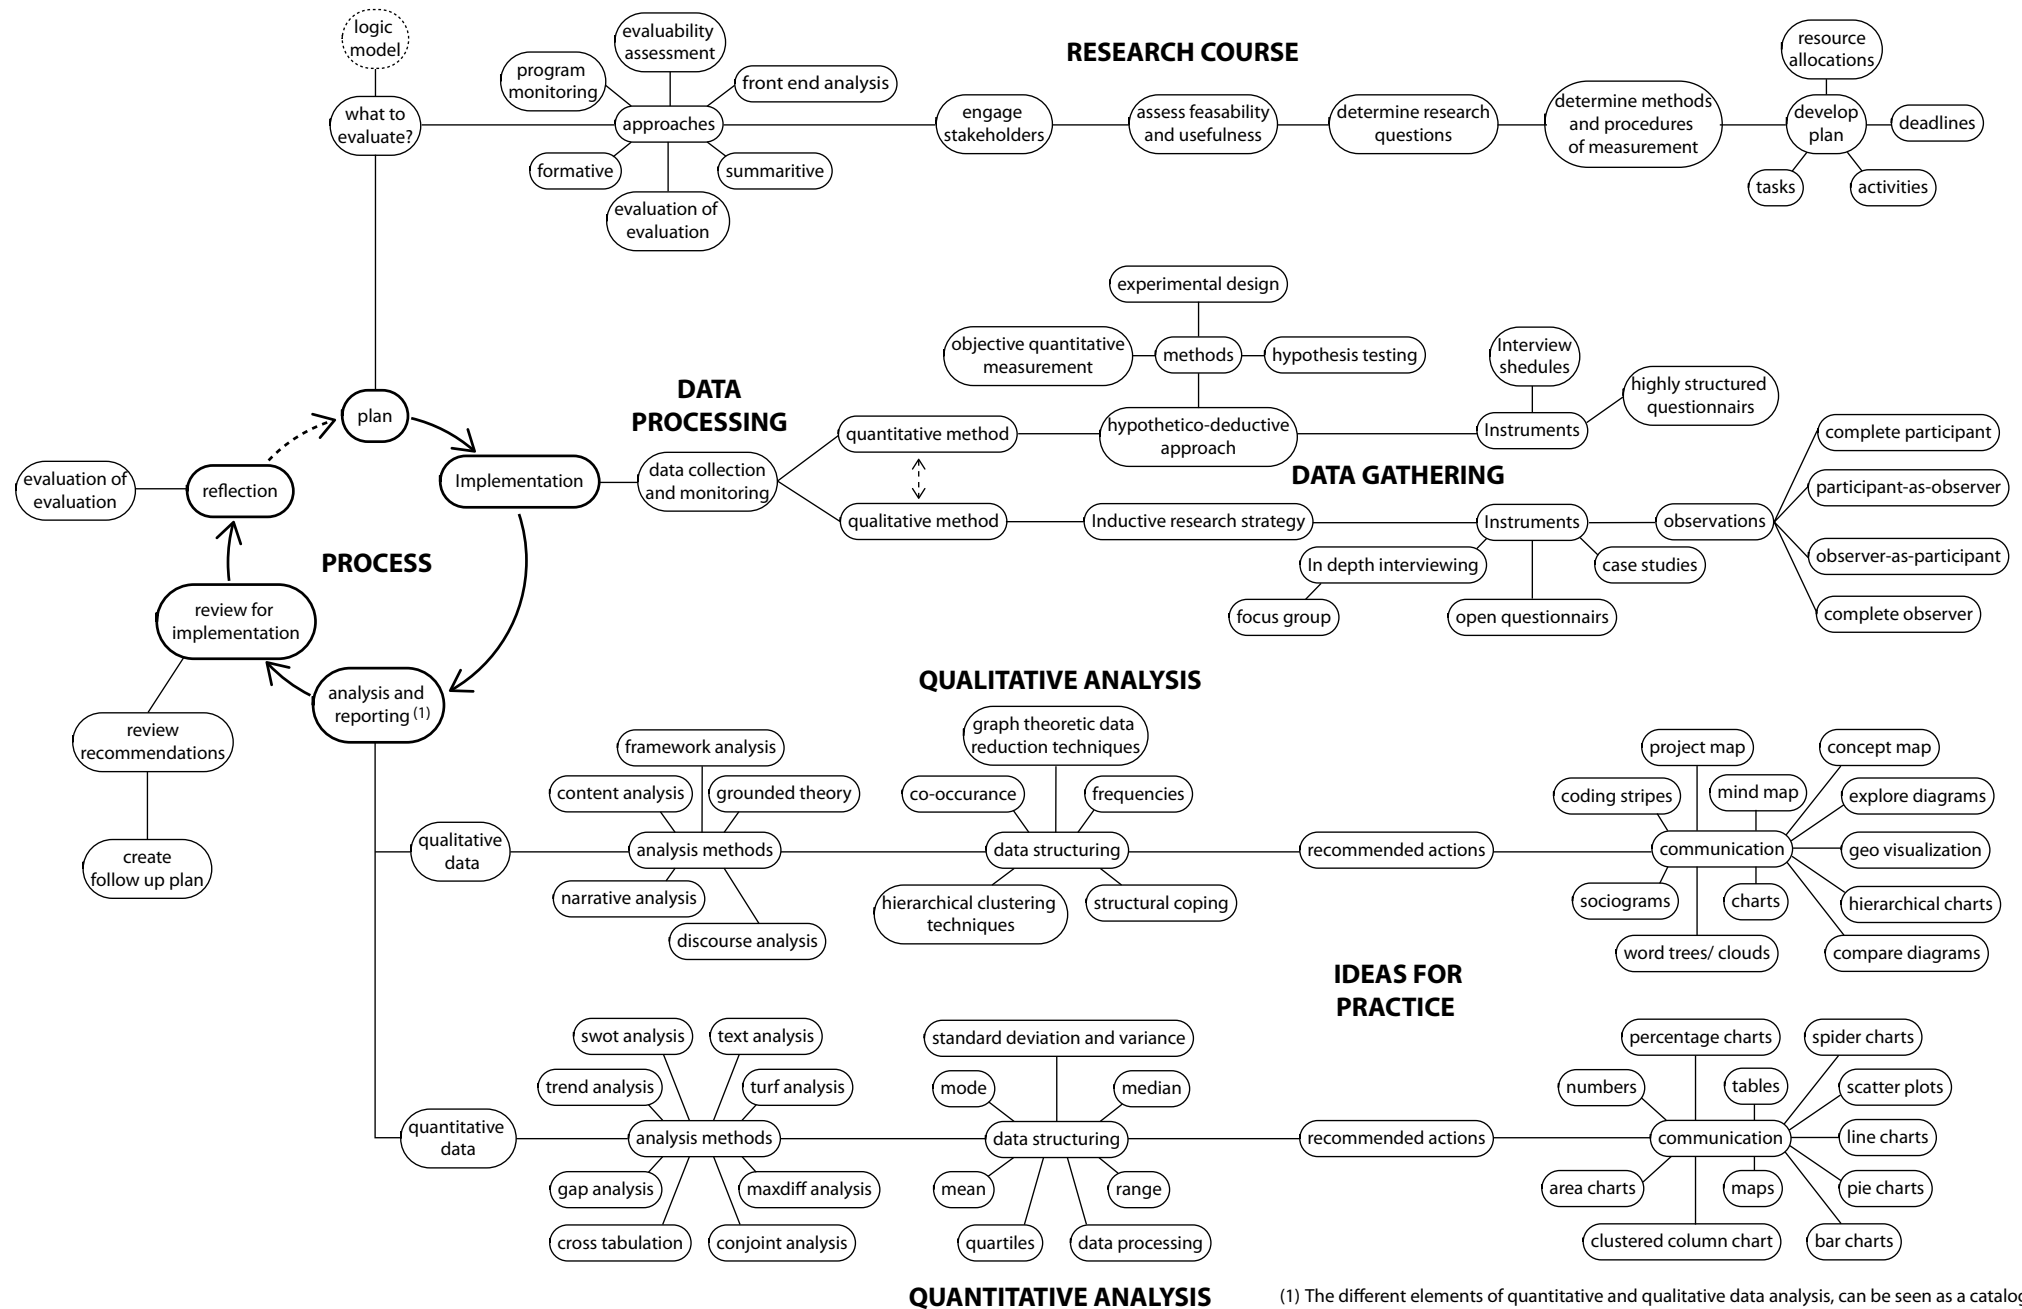 logic
model
evaluability
assessment
RESEARCH COURSE
resource
allocations
program
monitoring
front end analysis
what to
evaluate?
approaches
engage
stakeholders
assess feasability
and usefulness
determine research
questions
determine methods
and procedures
of measurement
develop
plan
deadlines
formative
summaritive
tasks
activities
evaluation of
evaluation
experimental design
objective quantitative
measurement
methods
hypothesis testing
Interview
shedules
highly structured
questionnairs
DATA
PROCESSING
plan
quantitative method
hypothetico-deductive
approach
Instruments
complete participant
data collection
and monitoring
DATA GATHERING
Implementation
evaluation of
evaluation
reflection
participant-as-observer
qualitative method
Inductive research strategy
Instruments
observations
PROCESS
In depth interviewing
case studies
observer-as-participant
focus group
open questionnairs
complete observer
review for
implementation
QUALITATIVE ANALYSIS
analysis and
reporting (1)
review
recommendations
create
follow up plan
framework analysis
graph theoretic data
reduction techniques
project map
concept map
content analysis
grounded theory
co-occurance
frequencies
coding stripes
mind map
explore diagrams
qualitative
data
analysis methods
data structuring
recommended actions
communication
geo visualization
narrative analysis
hierarchical clustering
techniques
structural coping
sociograms
charts
hierarchical charts
discourse analysis
word trees/ clouds
compare diagrams
IDEAS FOR
PRACTICE
swot analysis
text analysis
standard deviation and variance
percentage charts
spider charts
trend analysis
turf analysis
mode
median
numbers
tables
scatter plots
quantitative
data
analysis methods
data structuring
recommended actions
communication
line charts
gap analysis
maxdiff analysis
mean
range
area charts
maps
pie charts
cross tabulation
conjoint analysis
quartiles
data processing
clustered column chart
bar charts
QUANTITATIVE ANALYSIS
(1) The different elements of quantitative and qualitative data analysis, can be seen as a catalog